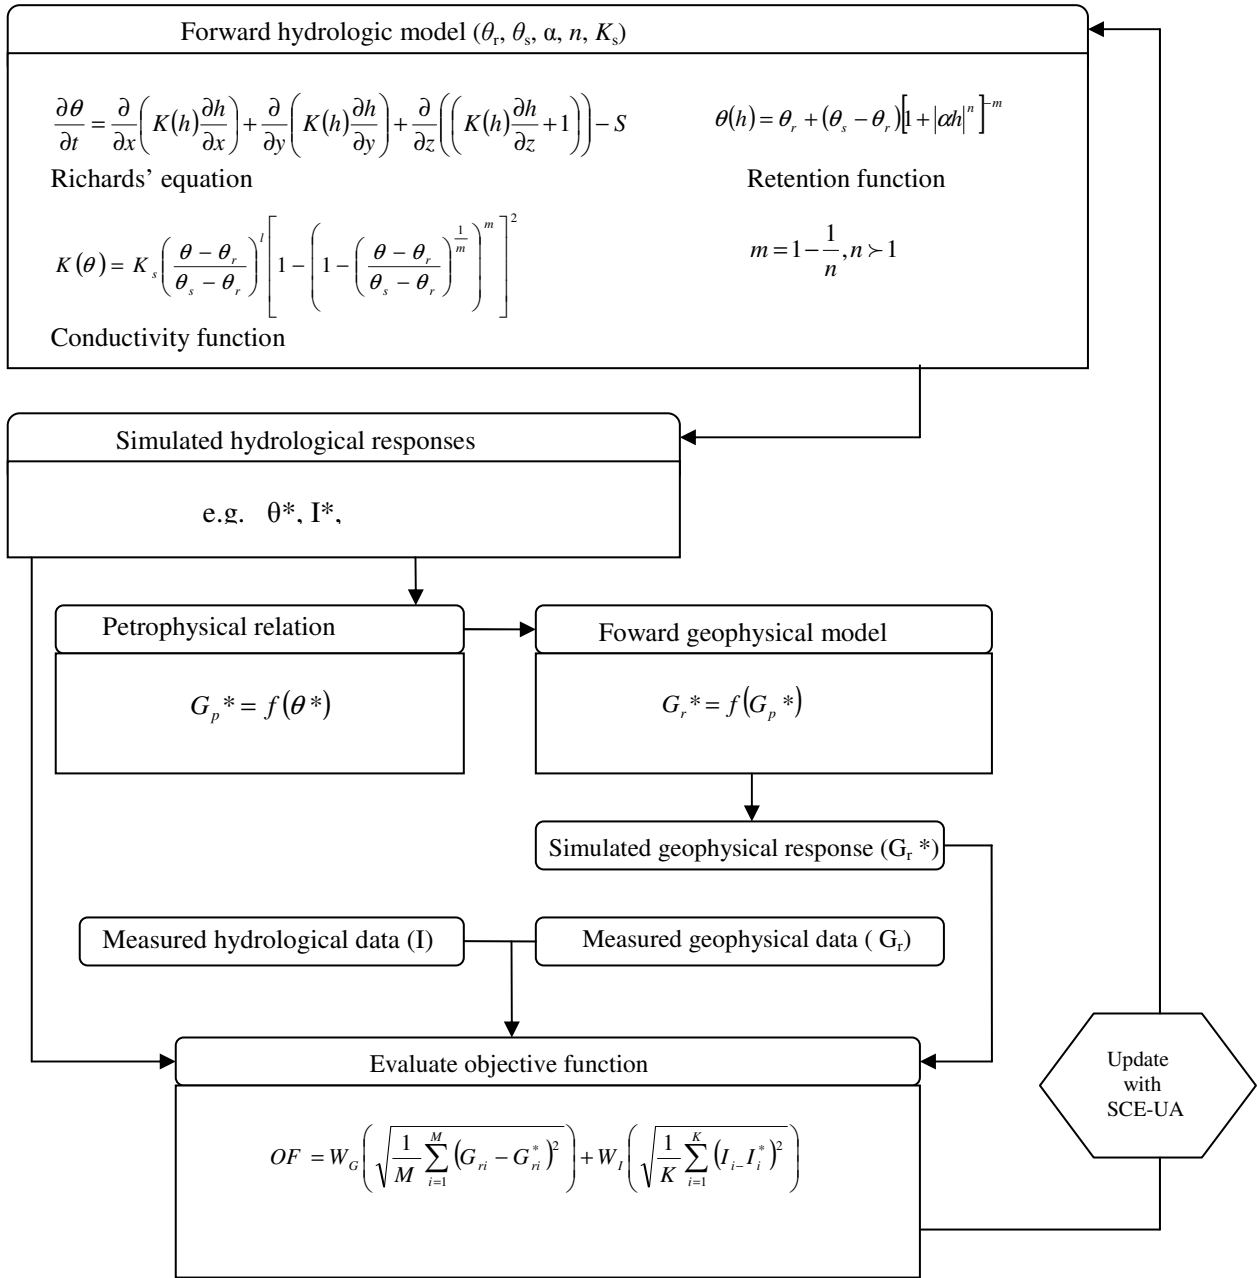 Forward hydrologic model (θr, θs, α, n, Ks)
∂θ/∂t = ∂/∂x (K(h) ∂h/∂x) + ∂/∂y (K(h) ∂h/∂y) + ∂/∂z ((K(h) ∂h/∂z + 1)) − S
θ(h) = θr + (θs − θr)[1 + |αh|^n]^−m
Richards' equation
Retention function
K(θ) = Ks ((θ − θr)/(θs − θr))^l [1 − (1 − ((θ − θr)/(θs − θr))^(1/m))^m]^2
m = 1 − 1/n, n ≻ 1
Conductivity function
Simulated hydrological responses
e.g. θ*, I*,
Petrophysical relation
Foward geophysical model
Gp* = f(θ*)
Gr* = f(Gp*)
Simulated geophysical response (Gr *)
Measured hydrological data (I)
Measured geophysical data ( Gr)
Evaluate objective function
Update
with
SCE-UA
OF = WG (√(1/M ∑_{i=1}^{M} (Gri − Gri*)^2)) + WI (√(1/K ∑_{i=1}^{K} (Ii− Ii*)^2))